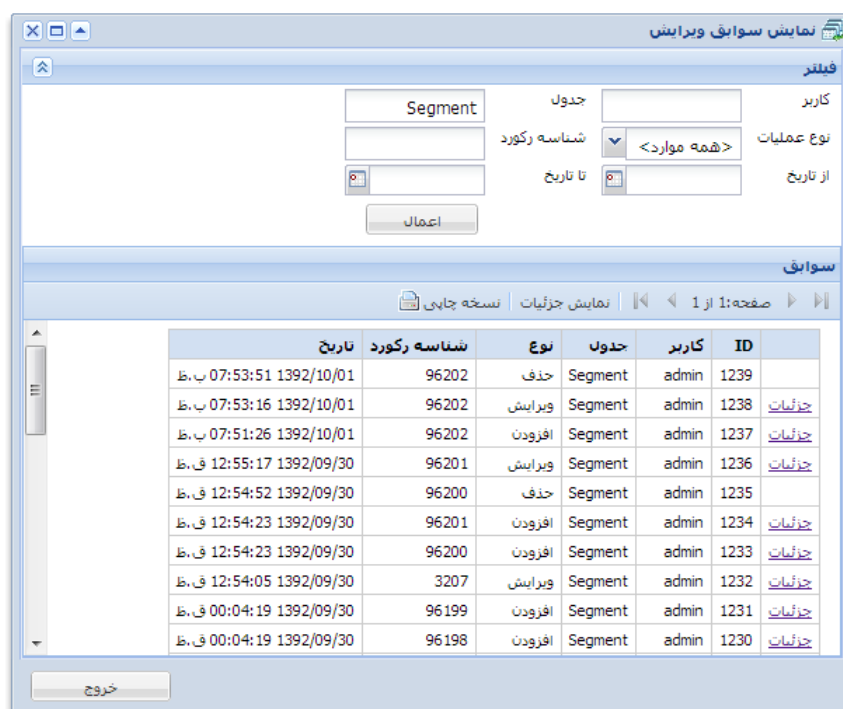 نمایش سوابق ویرایش
فیلتر
کاربر جدول Segment
نوع عملیات <همه موارد> شناسه رکورد
از تاریخ تا تاریخ
اعمال
سوابق
صفحه:1 از 1 نمایش جزئیات نسخه چاپی
ID کاربر جدول نوع شناسه رکورد تاریخ
1239 admin Segment حذف 96202 1392/10/01 07:53:51 ب.ظ
جزئیات 1238 admin Segment ویرایش 96202 1392/10/01 07:53:16 ب.ظ
جزئیات 1237 admin Segment افزودن 96202 1392/10/01 07:51:26 ب.ظ
جزئیات 1236 admin Segment ویرایش 96201 1392/09/30 12:55:17 ق.ظ
1235 admin Segment حذف 96200 1392/09/30 12:54:52 ق.ظ
جزئیات 1234 admin Segment افزودن 96201 1392/09/30 12:54:23 ق.ظ
جزئیات 1233 admin Segment افزودن 96200 1392/09/30 12:54:23 ق.ظ
جزئیات 1232 admin Segment ویرایش 3207 1392/09/30 12:54:05 ق.ظ
جزئیات 1231 admin Segment افزودن 96199 1392/09/30 00:04:19 ق.ظ
جزئیات 1230 admin Segment افزودن 96198 1392/09/30 00:04:19 ق.ظ
خروج